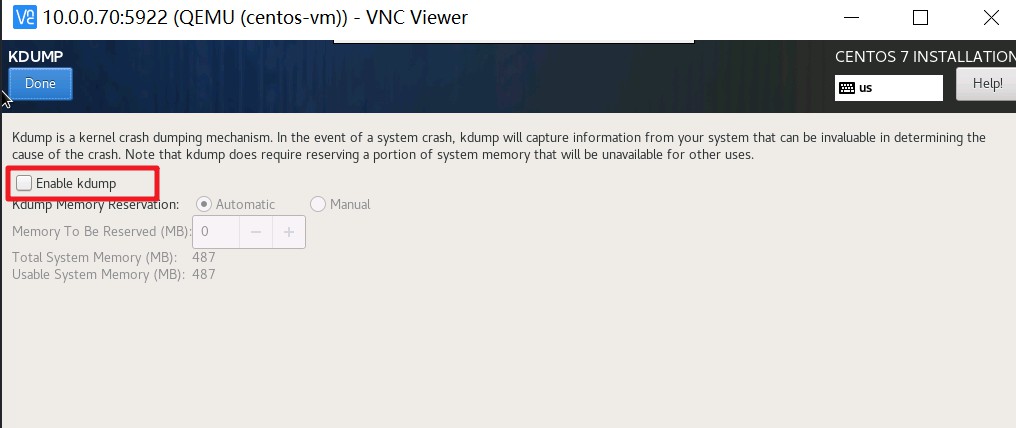 10.0.0.70:5922 (QEMU (centos-vm)) - VNC Viewer
KDUMP
CENTOS 7 INSTALLATION
Done
us
Help!
Kdump is a kernel crash dumping mechanism. In the event of a system crash, kdump will capture information from your system that can be invaluable in determining the
cause of the crash. Note that kdump does require reserving a portion of system memory that will be unavailable for other uses.
Enable kdump
Kdump Memory Reservation: Automatic Manual
Memory To Be Reserved (MB): 0 − +
Total System Memory (MB): 487
Usable System Memory (MB): 487